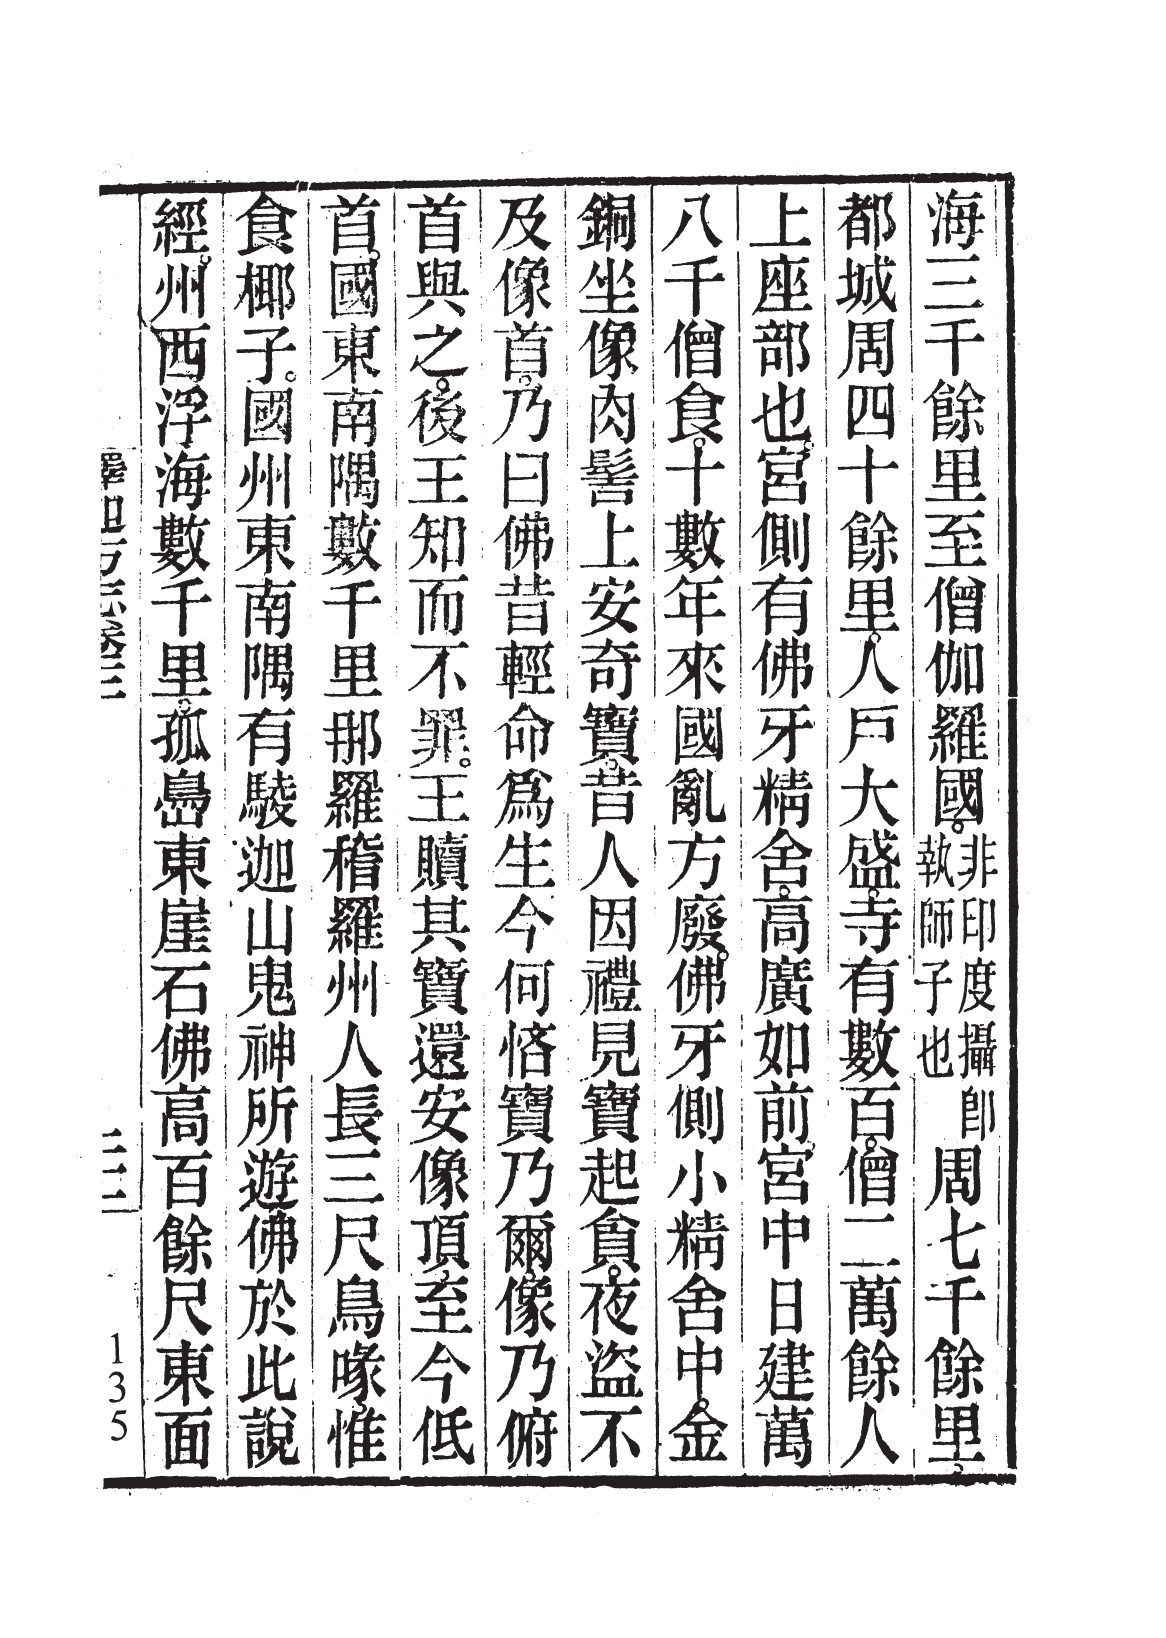 海三千餘里至僧伽羅國。非印度攝卽執師子也周七千餘里。
都城周四十餘里。人戶大盛。寺有數百。僧二萬餘人
上座部也。宮側有佛牙精舍。高廣如前。宮中日建萬
八千僧食。十數年來國亂方廢。佛牙側小精舍中。金
銅坐像肉髻上安奇寶。昔人因禮見寶起貪。夜盜不
及像首。乃曰佛昔輕命爲生今何悋寶乃爾。像乃俯
首與之。後王知而不罪。王贖其寶還安像頂。至今低
首。國東南隅數千里那羅稽羅州人長三尺鳥喙。惟
食椰子。國州東南隅有駿迦山鬼神所遊佛於此說
經。州西浮海數千里。孤島東崖石佛高百餘尺東面
釋迦方志卷三
二三
135